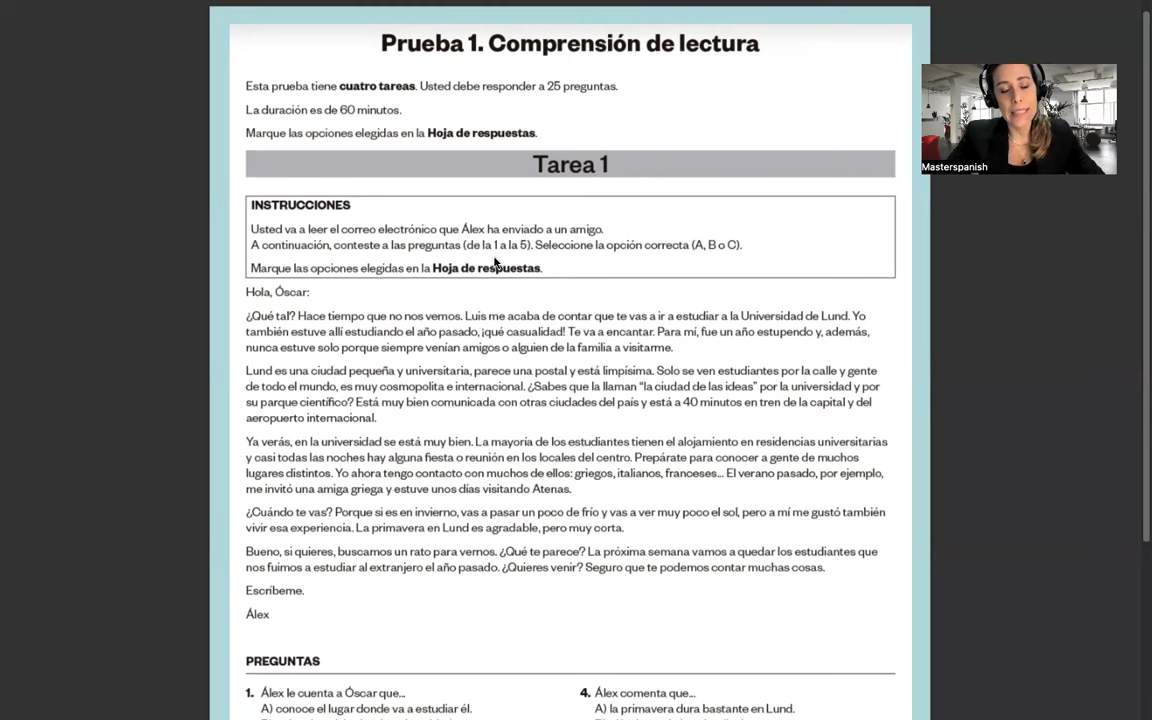 Prueba 1. Comprensión de lectura
Esta prueba tiene cuatro tareas. Usted debe responder a 25 preguntas.
La duración es de 60 minutos.
Marque las opciones elegidas en la Hoja de respuestas.
Tarea 1
INSTRUCCIONES
Usted va a leer el correo electrónico que Álex ha enviado a un amigo.
A continuación, conteste a las preguntas (de la 1 a la 5). Seleccione la opción correcta (A, B o C).
Marque las opciones elegidas en la Hoja de respuestas.
Hola, Óscar:
¿Qué tal? Hace tiempo que no nos vemos. Luis me acaba de contar que te vas a ir a estudiar a la Universidad de Lund. Yo
también estuve allí estudiando el año pasado, ¡qué casualidad! Te va a encantar. Para mí, fue un año estupendo y, además,
nunca estuve solo porque siempre venían amigos o alguien de la familia a visitarme.
Lund es una ciudad pequeña y universitaria, parece una postal y está limpísima. Solo se ven estudiantes por la calle y gente
de todo el mundo, es muy cosmopolita e internacional. ¿Sabes que la llaman "la ciudad de las ideas" por la universidad y por
su parque científico? Está muy bien comunicada con otras ciudades del país y está a 40 minutos en tren de la capital y del
aeropuerto internacional.
Ya verás, en la universidad se está muy bien. La mayoría de los estudiantes tienen el alojamiento en residencias universitarias
y casi todas las noches hay alguna fiesta o reunión en los locales del centro. Prepárate para conocer a gente de muchos
lugares distintos. Yo ahora tengo contacto con muchos de ellos: griegos, italianos, franceses... El verano pasado, por ejemplo,
me invitó una amiga griega y estuve unos días visitando Atenas.
¿Cuándo te vas? Porque si es en invierno, vas a pasar un poco de frío y vas a ver muy poco el sol, pero a mí me gustó también
vivir esa experiencia. La primavera en Lund es agradable, pero muy corta.
Bueno, si quieres, buscamos un rato para vernos. ¿Qué te parece? La próxima semana vamos a quedar los estudiantes que
nos fuimos a estudiar al extranjero el año pasado. ¿Quieres venir? Seguro que te podemos contar muchas cosas.
Escríbeme.
Álex
PREGUNTAS
1. Álex le cuenta a Óscar que...
A) conoce el lugar donde va a estudiar él.
4. Álex comenta que...
A) la primavera dura bastante en Lund.
Masterspanish